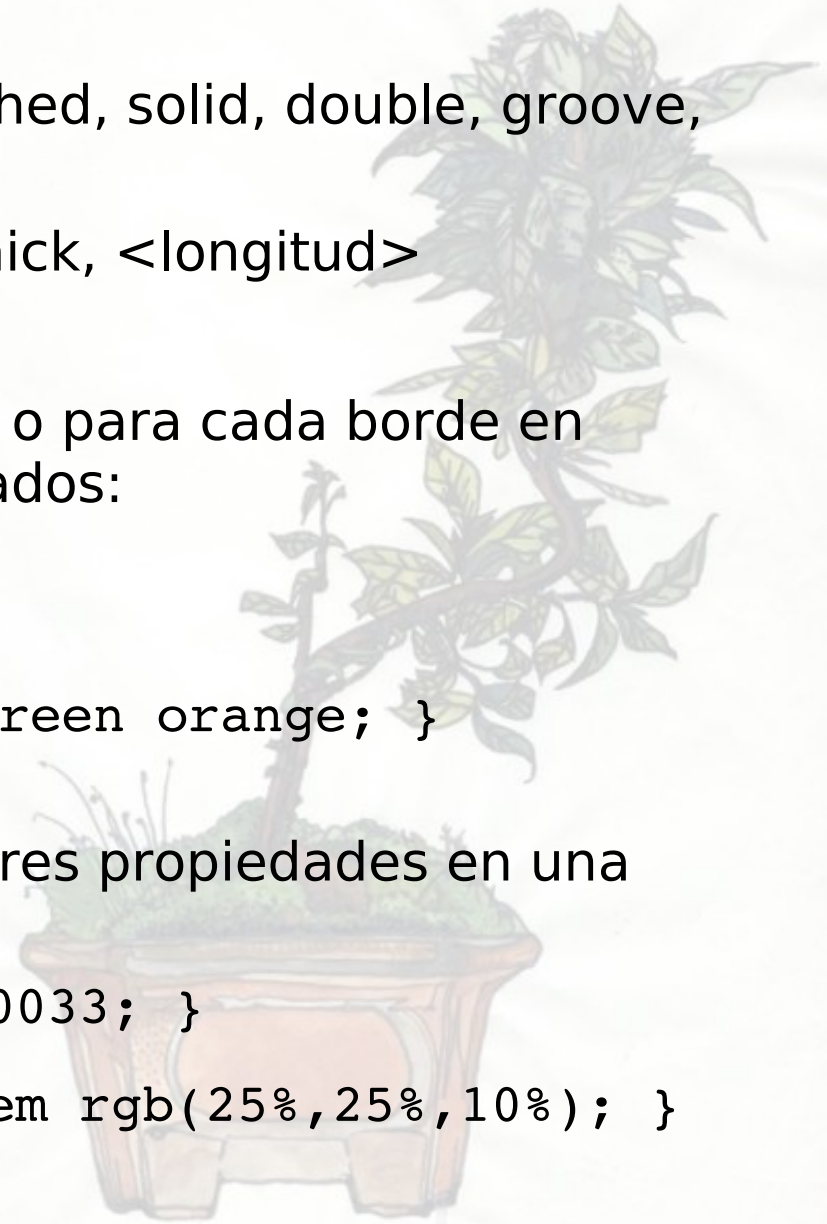 hed, solid, double, groove,
ick, <longitud>
o para cada borde en
ados:
reen orange; }
res propiedades en una
0033; }
em rgb(25%,25%,10%); }